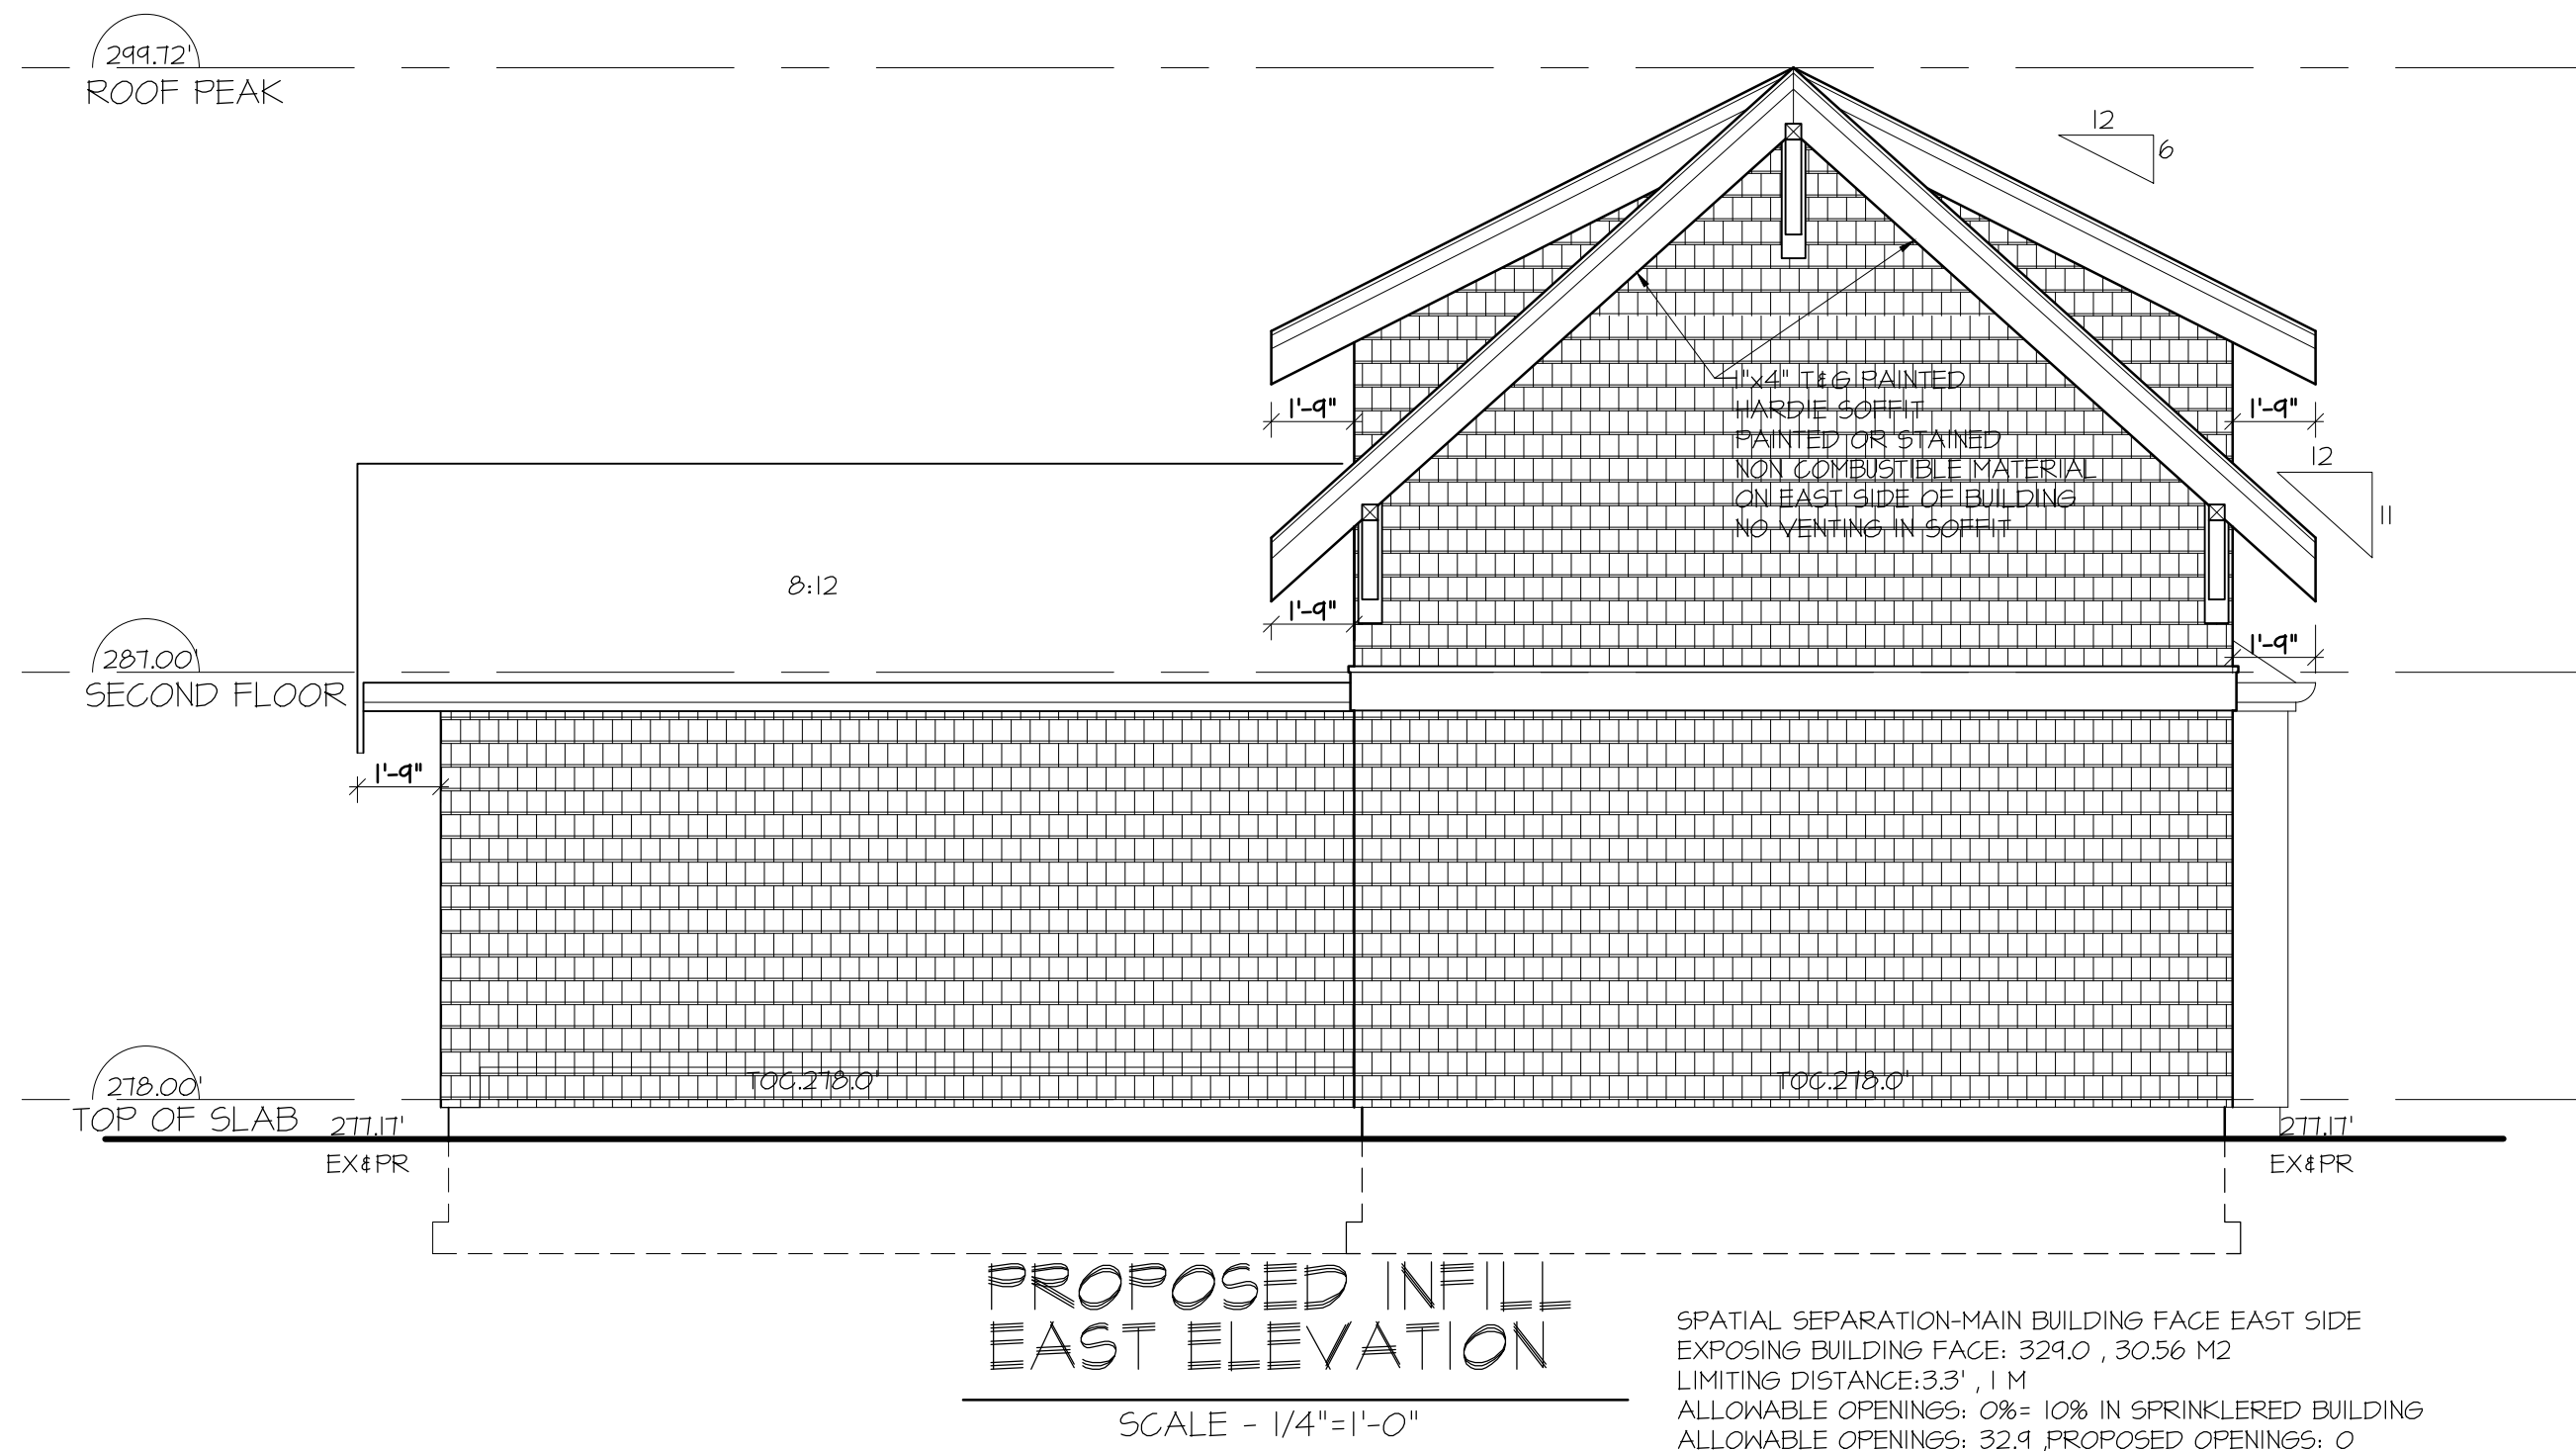 299.72'
ROOF PEAK
12
6
1'-9"
1'-9"
12
11
1"x4" T&G PAINTED
HARDIE SOFFIT
PAINTED OR STAINED
NON COMBUSTIBLE MATERIAL
ON EAST SIDE OF BUILDING
NO VENTING IN SOFFIT
8:12
1'-9"
1'-9"
287.00'
SECOND FLOOR
1'-9"
TOC.278.0'
TOC.278.0'
278.00'
TOP OF SLAB
277.17'
EX&PR
277.17'
EX&PR
PROPOSED INFILL
EAST ELEVATION
SCALE - 1/4"=1'-0"
SPATIAL SEPARATION-MAIN BUILDING FACE EAST SIDE
EXPOSING BUILDING FACE: 329.0 , 30.56 M2
LIMITING DISTANCE:3.3' , 1 M
ALLOWABLE OPENINGS: 0%= 10% IN SPRINKLERED BUILDING
ALLOWABLE OPENINGS: 32.9 ,PROPOSED OPENINGS: 0